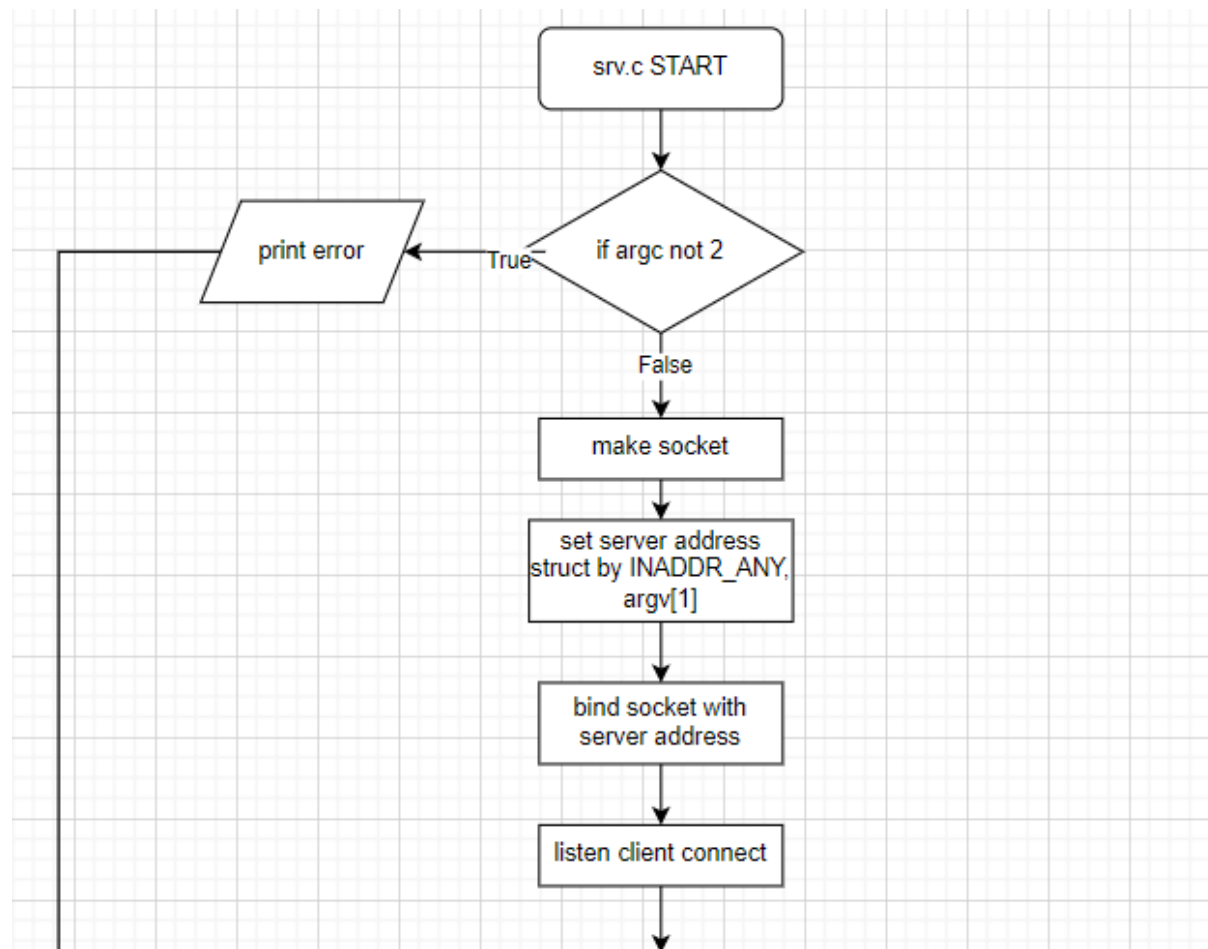 srv.c START
if argc not 2
True
print error
False
make socket
set server address
struct by INADDR_ANY,
argv[1]
bind socket with
server address
listen client connect